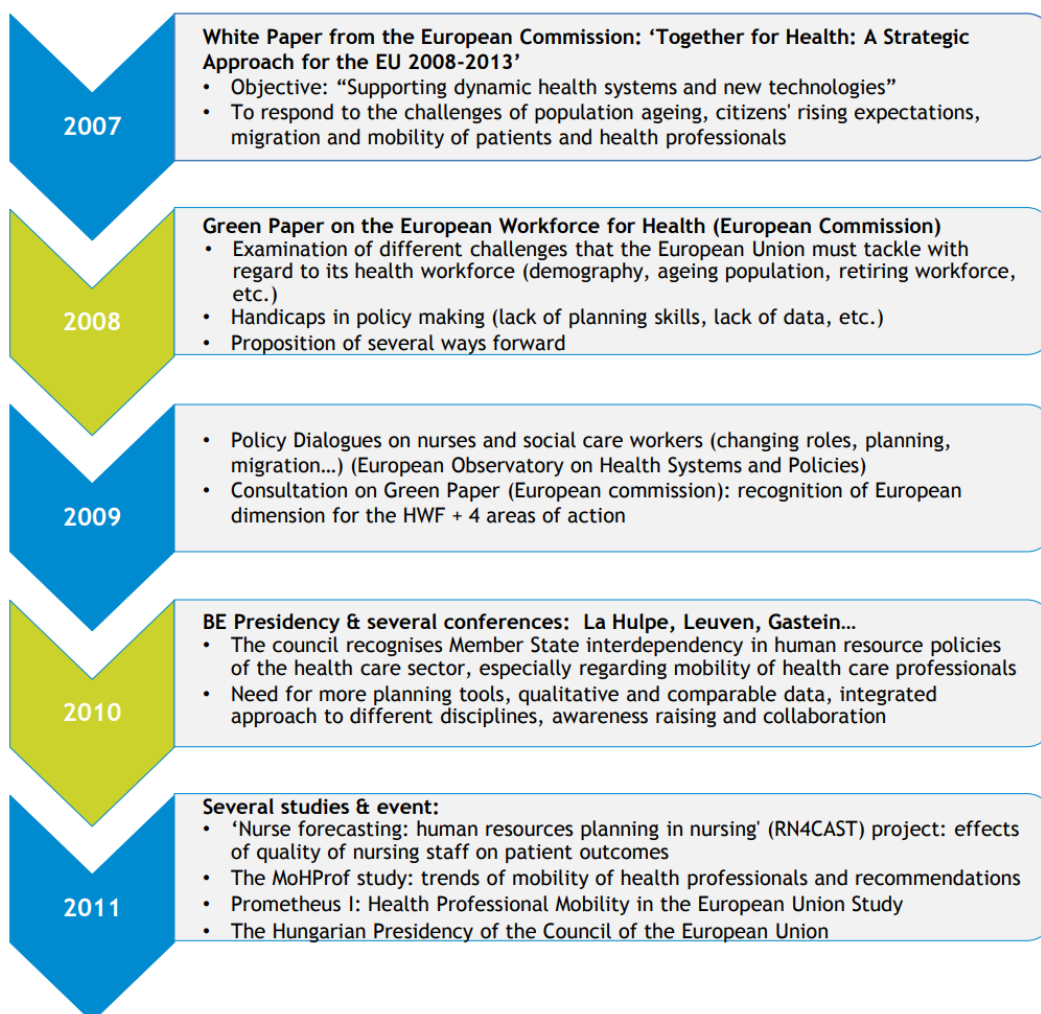 White Paper from the European Commission: ‘Together for Health: A Strategic
Approach for the EU 2008-2013’
• Objective: “Supporting dynamic health systems and new technologies”
• To respond to the challenges of population ageing, citizens' rising expectations,
migration and mobility of patients and health professionals
2007
Green Paper on the European Workforce for Health (European Commission)
• Examination of different challenges that the European Union must tackle with
regard to its health workforce (demography, ageing population, retiring workforce,
etc.)
• Handicaps in policy making (lack of planning skills, lack of data, etc.)
• Proposition of several ways forward
2008
• Policy Dialogues on nurses and social care workers (changing roles, planning,
migration…) (European Observatory on Health Systems and Policies)
• Consultation on Green Paper (European commission): recognition of European
dimension for the HWF + 4 areas of action
2009
BE Presidency & several conferences: La Hulpe, Leuven, Gastein…
• The council recognises Member State interdependency in human resource policies
of the health care sector, especially regarding mobility of health care professionals
• Need for more planning tools, qualitative and comparable data, integrated
approach to different disciplines, awareness raising and collaboration
2010
Several studies & event:
• ‘Nurse forecasting: human resources planning in nursing' (RN4CAST) project: effects
of quality of nursing staff on patient outcomes
• The MoHProf study: trends of mobility of health professionals and recommendations
• Prometheus I: Health Professional Mobility in the European Union Study
• The Hungarian Presidency of the Council of the European Union
2011